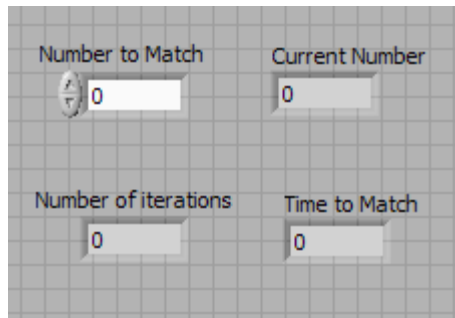 Number to Match
Current Number
0
0
Number of iterations
Time to Match
0
0